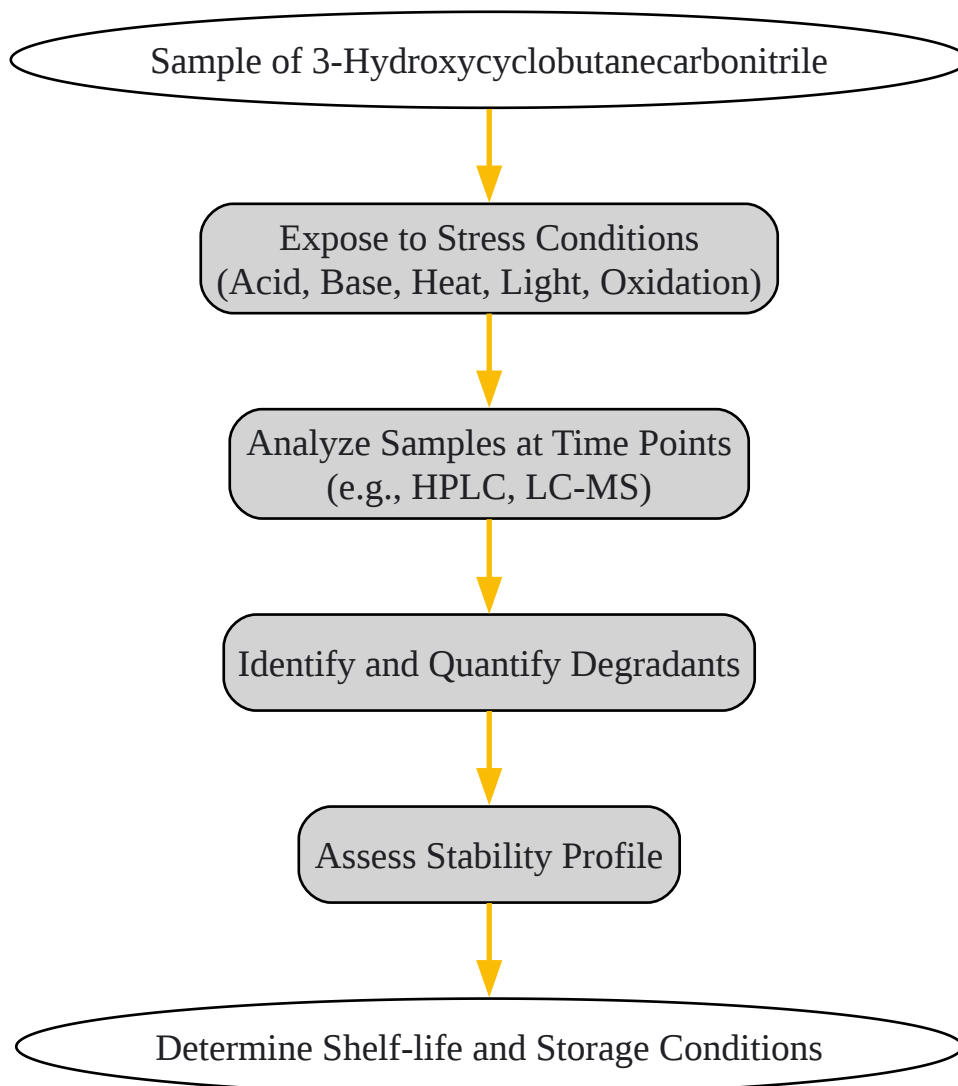 Sample of 3-Hydroxycyclobutanecarbonitrile
Expose to Stress Conditions
(Acid, Base, Heat, Light, Oxidation)
Analyze Samples at Time Points
(e.g., HPLC, LC-MS)
Identify and Quantify Degradants
Assess Stability Profile
Determine Shelf-life and Storage Conditions